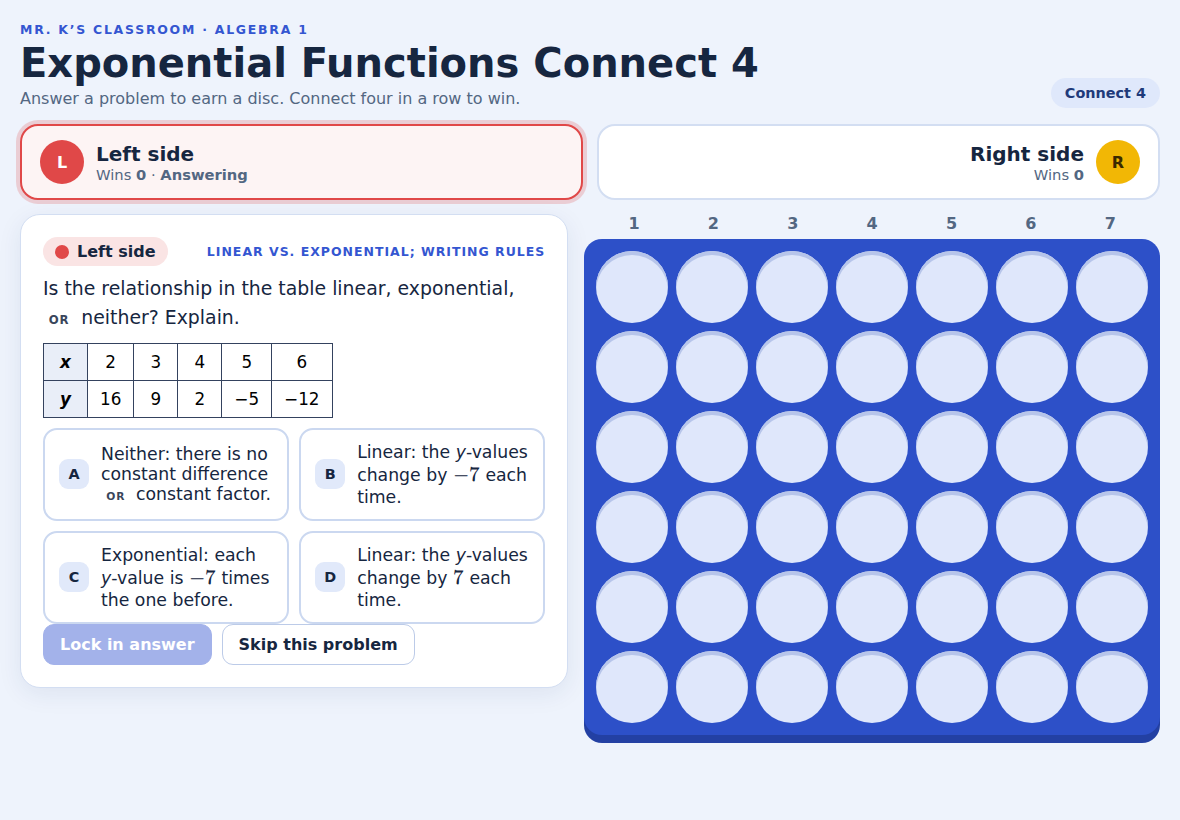 MR. K’S CLASSROOM · ALGEBRA 1
Exponential Functions Connect 4
Answer a problem to earn a disc. Connect four in a row to win.
Connect 4
L
Left side
Wins 0 · Answering
Right side
Wins 0
R
Left side
LINEAR VS. EXPONENTIAL; WRITING RULES
Is the relationship in the table linear, exponential,
OR neither? Explain.
x 2 3 4 5 6
y 16 9 2 −5 −12
A
Neither: there is no
constant difference
OR constant factor.
B
Linear: the y-values
change by −7 each
time.
C
Exponential: each
y-value is −7 times
the one before.
D
Linear: the y-values
change by 7 each
time.
Lock in answer
Skip this problem
1 2 3 4 5 6 7